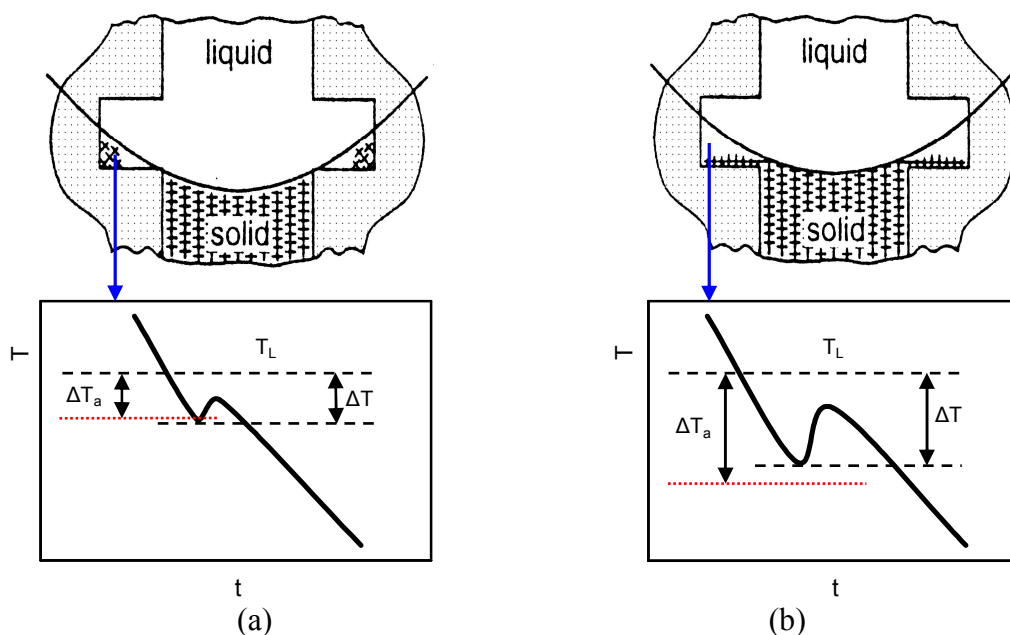 liquid
solid
T
T_L
ΔT_a
ΔT
t
(a)
liquid
solid
T
T_L
ΔT_a
ΔT
t
(b)